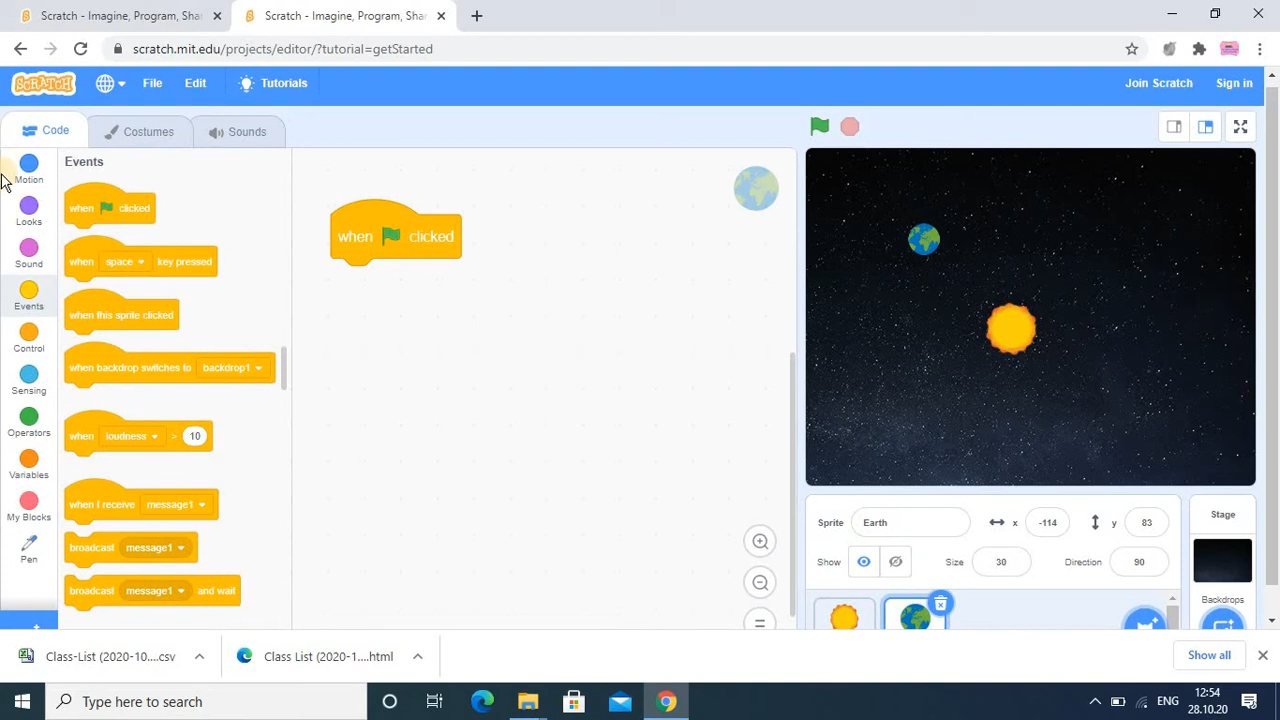 Scratch - Imagine, Program, Shar
Scratch - Imagine, Program, Shar
scratch.mit.edu/projects/editor/?tutorial=getStarted
SCRATCH File Edit Tutorials Join Scratch Sign in
Code Costumes Sounds
Motion
Looks
Sound
Events
Control
Sensing
Operators
Variables
My Blocks
Pen
Events
when clicked
when space key pressed
when this sprite clicked
when backdrop switches to backdrop1
when loudness > 10
when I receive message1
broadcast message1
broadcast message1 and wait
when clicked
Sprite Earth x -114 y 83
Show Size 30 Direction 90
Stage
Backdrops
Class-List (2020-10....csv
Class List (2020-1....html
Show all
Type here to search
ENG
12:54
28.10.20